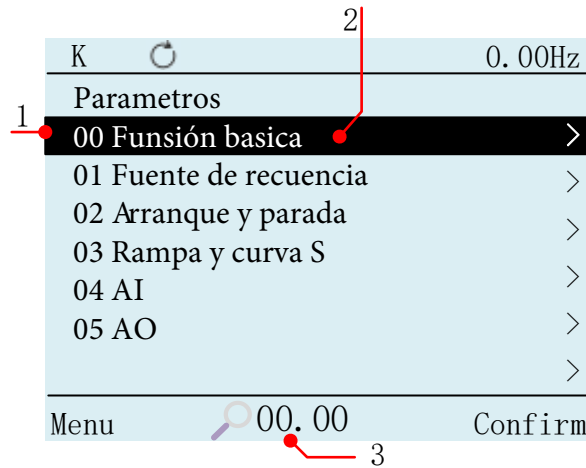 2
K 0.00Hz
Parametros
1
00 Funsión basica >
01 Fuente de recuencia >
02 Arranque y parada >
03 Rampa y curva S >
04 AI >
05 AO >
>
Menu 00.00 Confirm
3